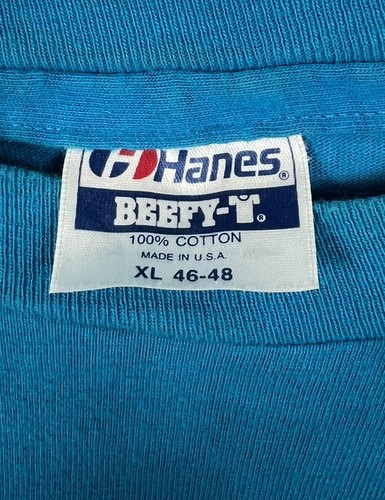 Hanes®
BEEFY-T®
100% COTTON
MADE IN U.S.A.
XL 46-48